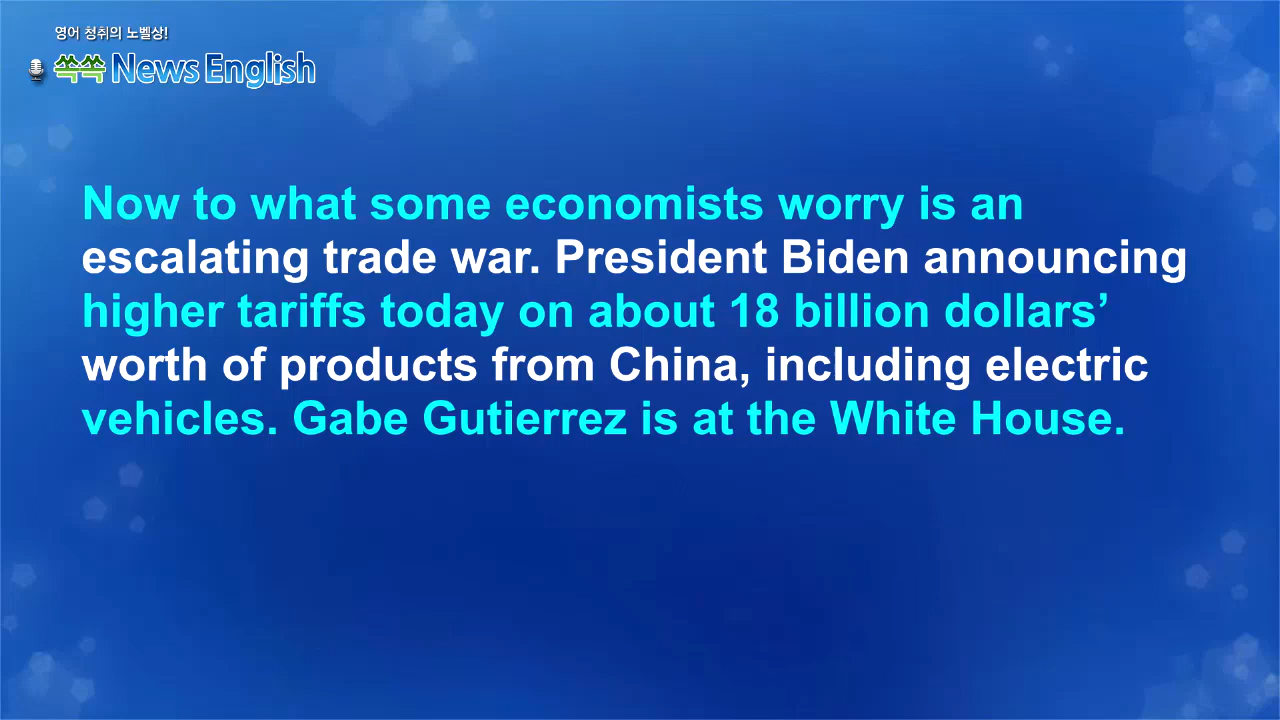 영어 청취의 노벨상!
쏙쏙 News English
Now to what some economists worry is an
escalating trade war. President Biden announcing
higher tariffs today on about 18 billion dollars’
worth of products from China, including electric
vehicles. Gabe Gutierrez is at the White House.